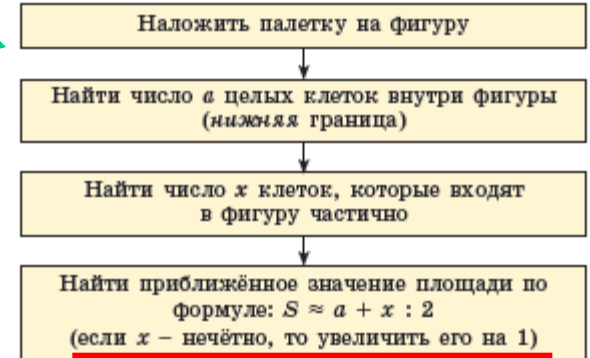 Наложить палетку на фигуру
Найти число a целых клеток внутри фигуры
(нижняя граница)
Найти число x клеток, которые входят
в фигуру частично
Найти приближённое значение площади по
формуле: S ≈ a + x : 2
(если x – нечётно, то увеличить его на 1)